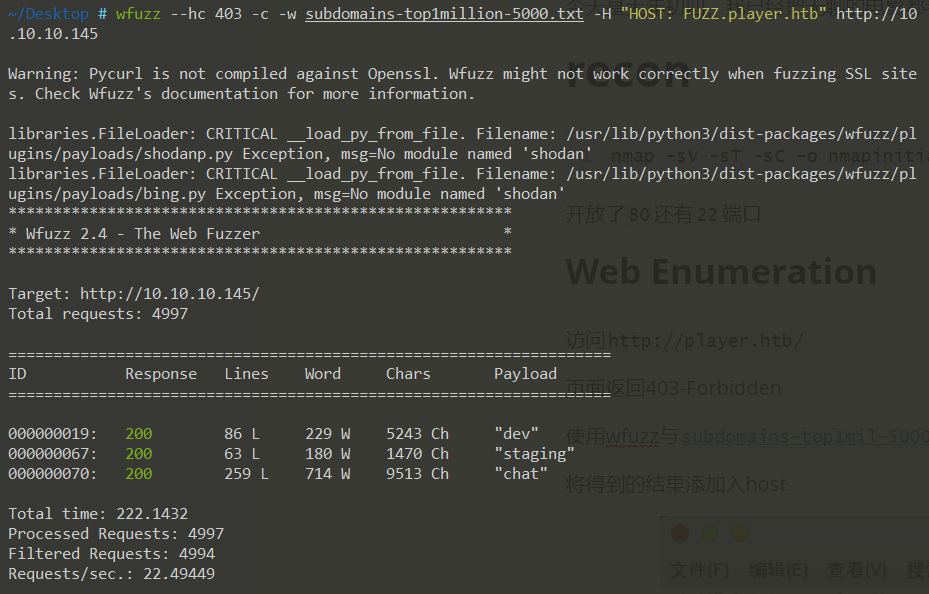 ~/Desktop # wfuzz --hc 403 -c -w subdomains-top1million-5000.txt -H "HOST: FUZZ.player.htb" http://10
.10.10.145
Warning: Pycurl is not compiled against Openssl. Wfuzz might not work correctly when fuzzing SSL site
s. Check Wfuzz's documentation for more information.
libraries.FileLoader: CRITICAL __load_py_from_file. Filename: /usr/lib/python3/dist-packages/wfuzz/pl
ugins/payloads/shodanp.py Exception, msg=No module named 'shodan'
libraries.FileLoader: CRITICAL __load_py_from_file. Filename: /usr/lib/python3/dist-packages/wfuzz/pl
ugins/payloads/bing.py Exception, msg=No module named 'shodan'
********************************************************
* Wfuzz 2.4 - The Web Fuzzer                           *
********************************************************
Target: http://10.10.10.145/
Total requests: 4997
===================================================================
ID           Response   Lines    Word     Chars       Payload
===================================================================
000000019:   200        86 L     229 W    5243 Ch     "dev"
000000067:   200        63 L     180 W    1470 Ch     "staging"
000000070:   200        259 L    714 W    9513 Ch     "chat"
Total time: 222.1432
Processed Requests: 4997
Filtered Requests: 4994
Requests/sec.: 22.49449
recon
nmap -sV -sT -sC -o nmapinitia
开放了80还有22端口
Web Enumeration
访问http://player.htb/
页面返回403-Forbidden
使用wfuzz与subdomains-top1mil-5000
将得到的结果添加入host
文件(F) 编辑(E) 查看(V) 搜